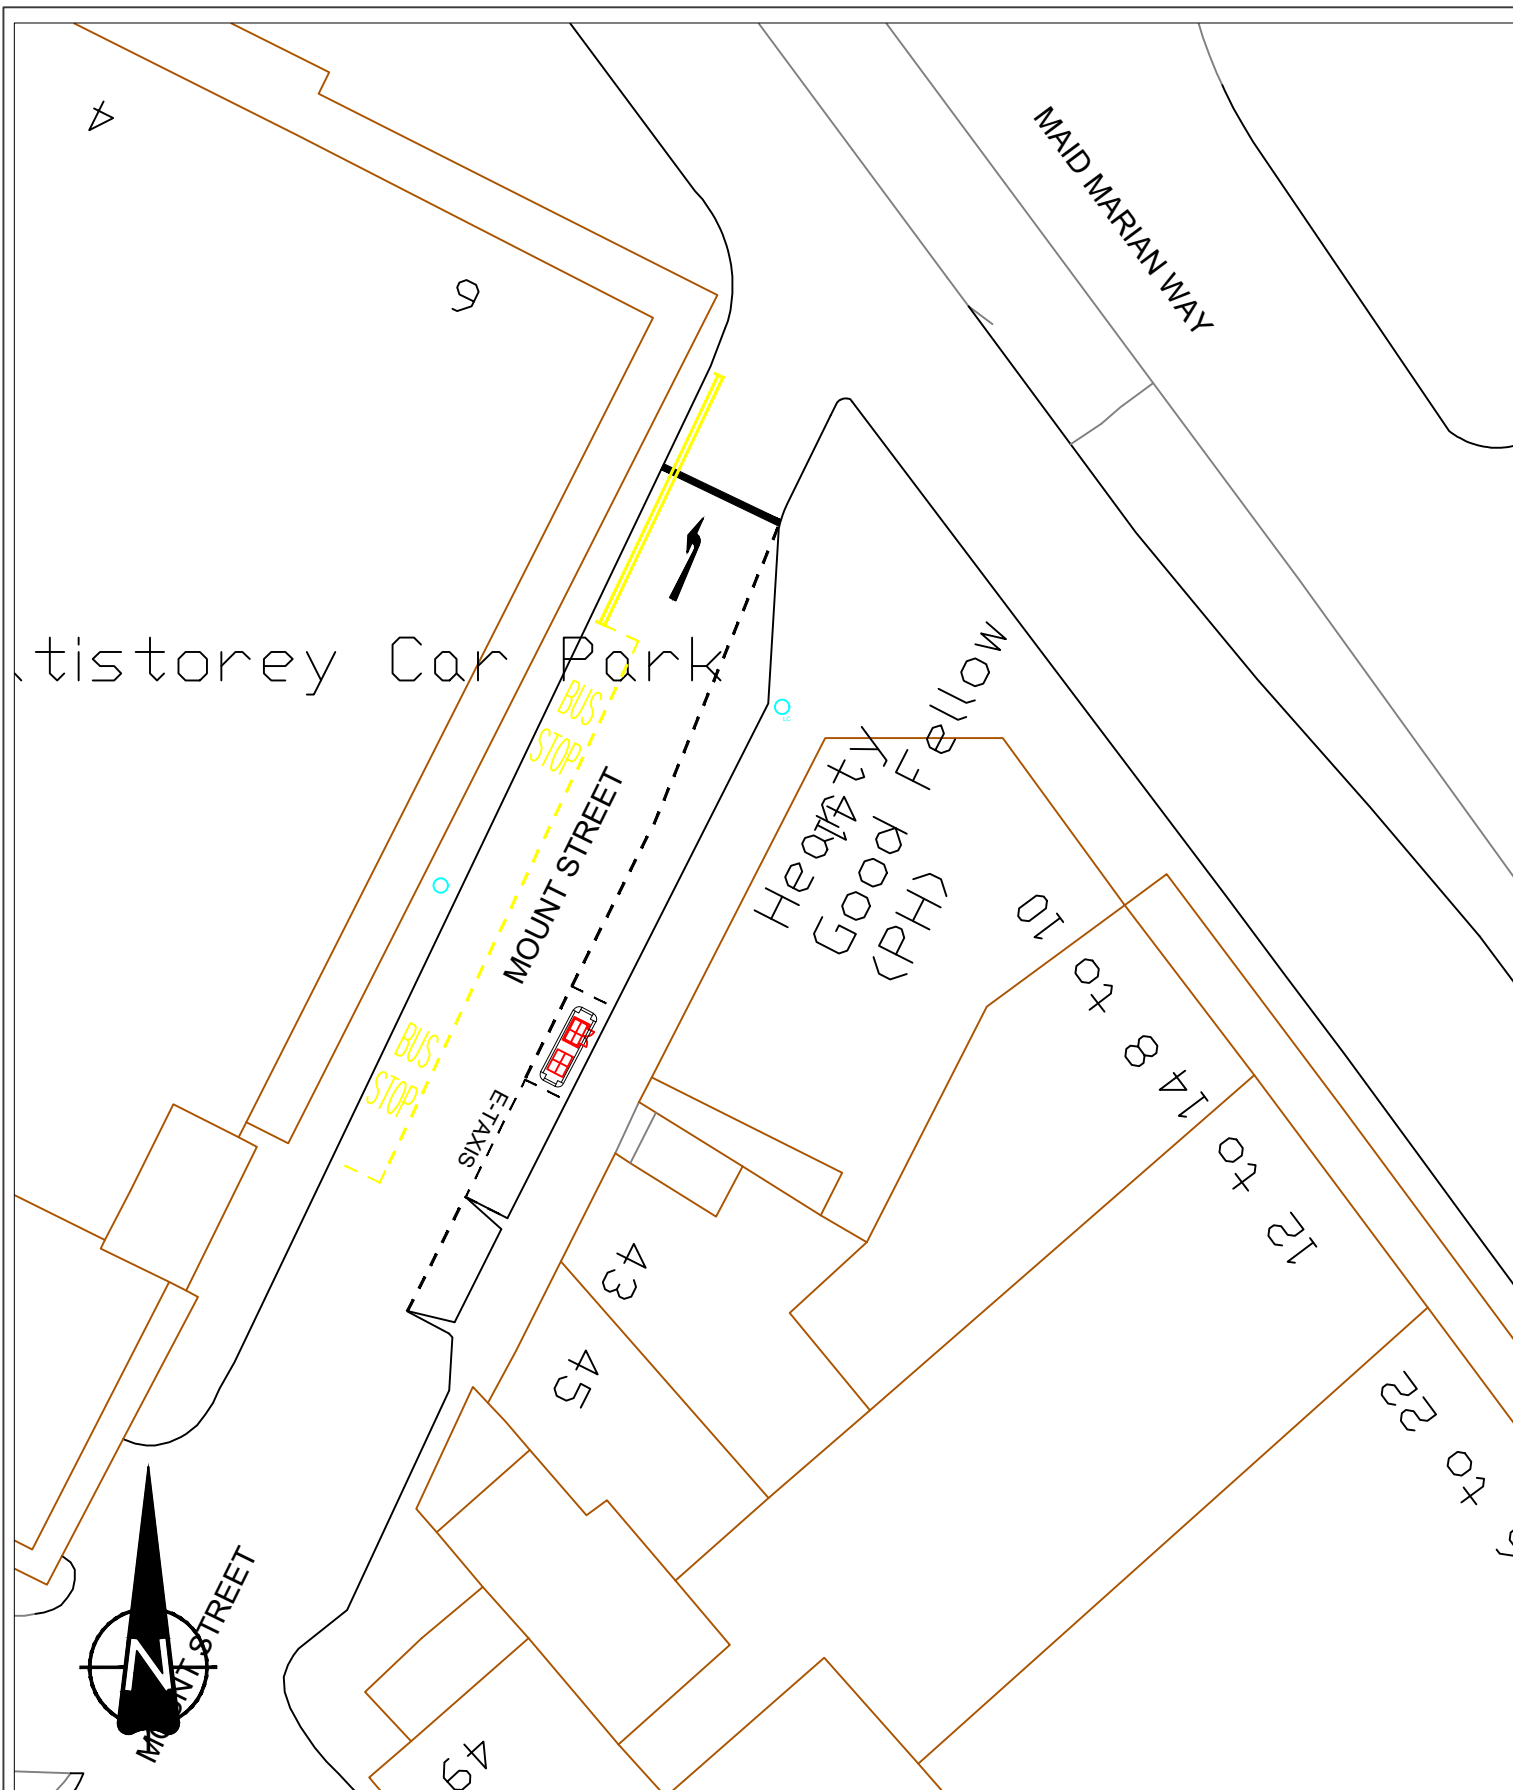 4
MAID MARIAN WAY
6
tistorey Car Park
BUS
STOP
MOUNT STREET
Hearty
Good Fellow
(PH)
41
10
to
8
14
to
12
BUS
STOP
E-TAXIS
43
45
22
to
MOUNT STREET
N
49